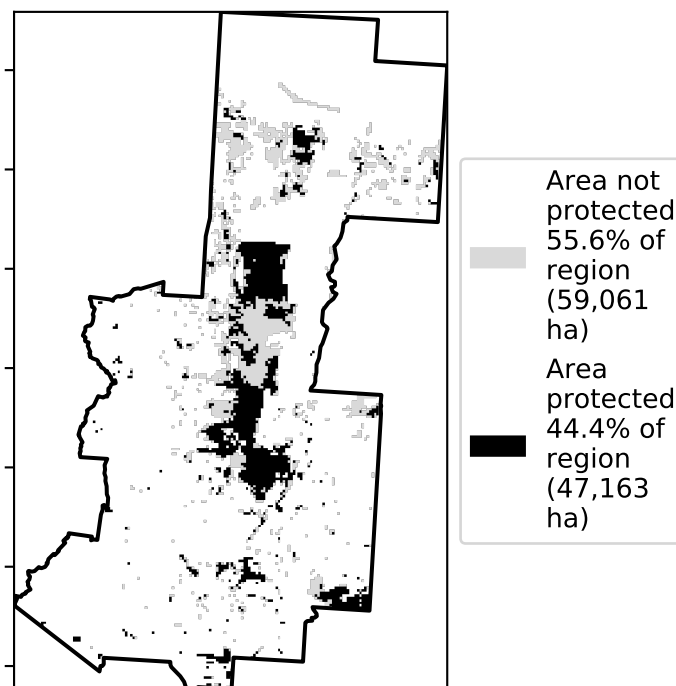 Area not
protected
55.6% of
region
(59,061
ha)
Area
protected
44.4% of
region
(47,163
ha)